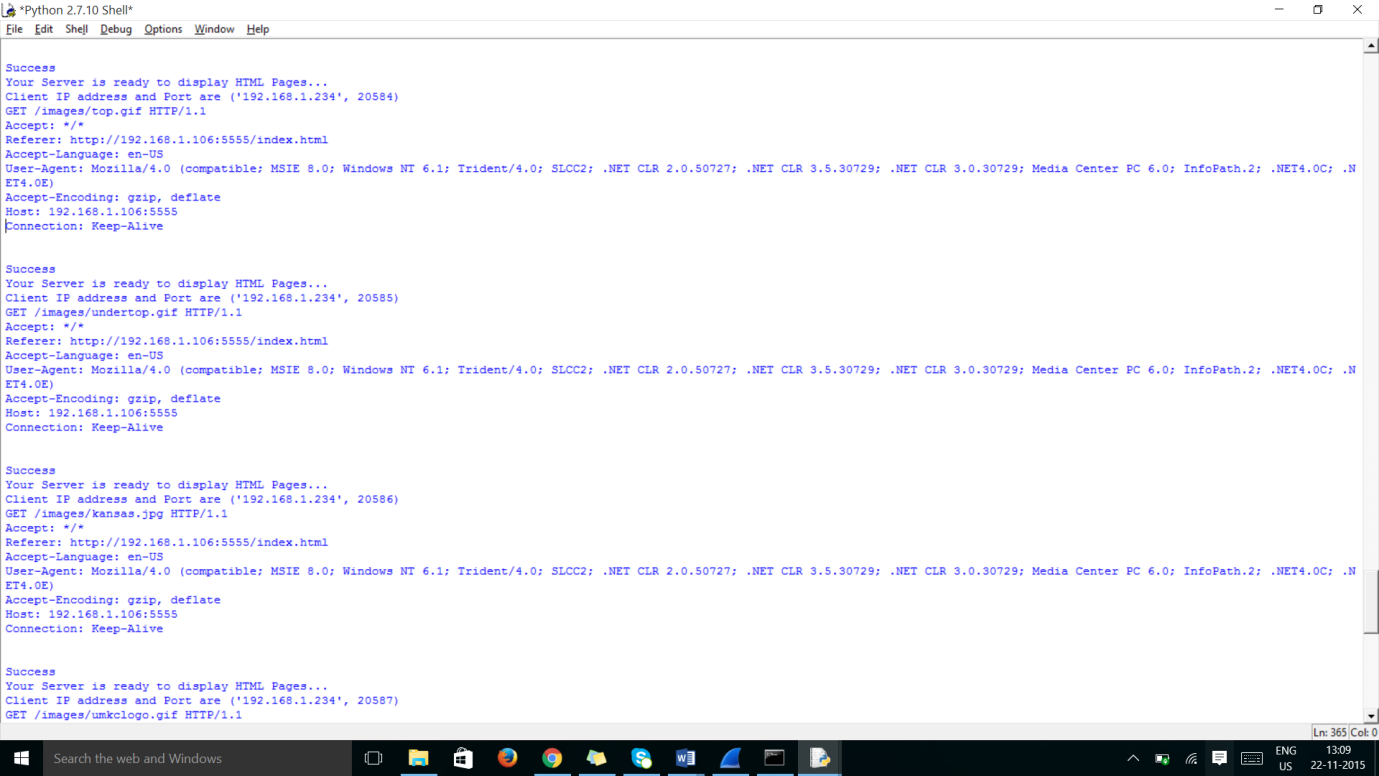 *Python 2.7.10 Shell*
File Edit Shell Debug Options Window Help
Success
Your Server is ready to display HTML Pages...
Client IP address and Port are ('192.168.1.234', 20584)
GET /images/top.gif HTTP/1.1
Accept: */*
Referer: http://192.168.1.106:5555/index.html
Accept-Language: en-US
User-Agent: Mozilla/4.0 (compatible; MSIE 8.0; Windows NT 6.1; Trident/4.0; SLCC2; .NET CLR 2.0.50727; .NET CLR 3.5.30729; .NET CLR 3.0.30729; Media Center PC 6.0; InfoPath.2; .NET4.0C; .N
ET4.0E)
Accept-Encoding: gzip, deflate
Host: 192.168.1.106:5555
Connection: Keep-Alive
Success
Your Server is ready to display HTML Pages...
Client IP address and Port are ('192.168.1.234', 20585)
GET /images/undertop.gif HTTP/1.1
Accept: */*
Referer: http://192.168.1.106:5555/index.html
Accept-Language: en-US
User-Agent: Mozilla/4.0 (compatible; MSIE 8.0; Windows NT 6.1; Trident/4.0; SLCC2; .NET CLR 2.0.50727; .NET CLR 3.5.30729; .NET CLR 3.0.30729; Media Center PC 6.0; InfoPath.2; .NET4.0C; .N
ET4.0E)
Accept-Encoding: gzip, deflate
Host: 192.168.1.106:5555
Connection: Keep-Alive
Success
Your Server is ready to display HTML Pages...
Client IP address and Port are ('192.168.1.234', 20586)
GET /images/kansas.jpg HTTP/1.1
Accept: */*
Referer: http://192.168.1.106:5555/index.html
Accept-Language: en-US
User-Agent: Mozilla/4.0 (compatible; MSIE 8.0; Windows NT 6.1; Trident/4.0; SLCC2; .NET CLR 2.0.50727; .NET CLR 3.5.30729; .NET CLR 3.0.30729; Media Center PC 6.0; InfoPath.2; .NET4.0C; .N
ET4.0E)
Accept-Encoding: gzip, deflate
Host: 192.168.1.106:5555
Connection: Keep-Alive
Success
Your Server is ready to display HTML Pages...
Client IP address and Port are ('192.168.1.234', 20587)
GET /images/umkclogo.gif HTTP/1.1
Ln: 365 Col: 0
Search the web and Windows
ENG 13:09
US 22-11-2015